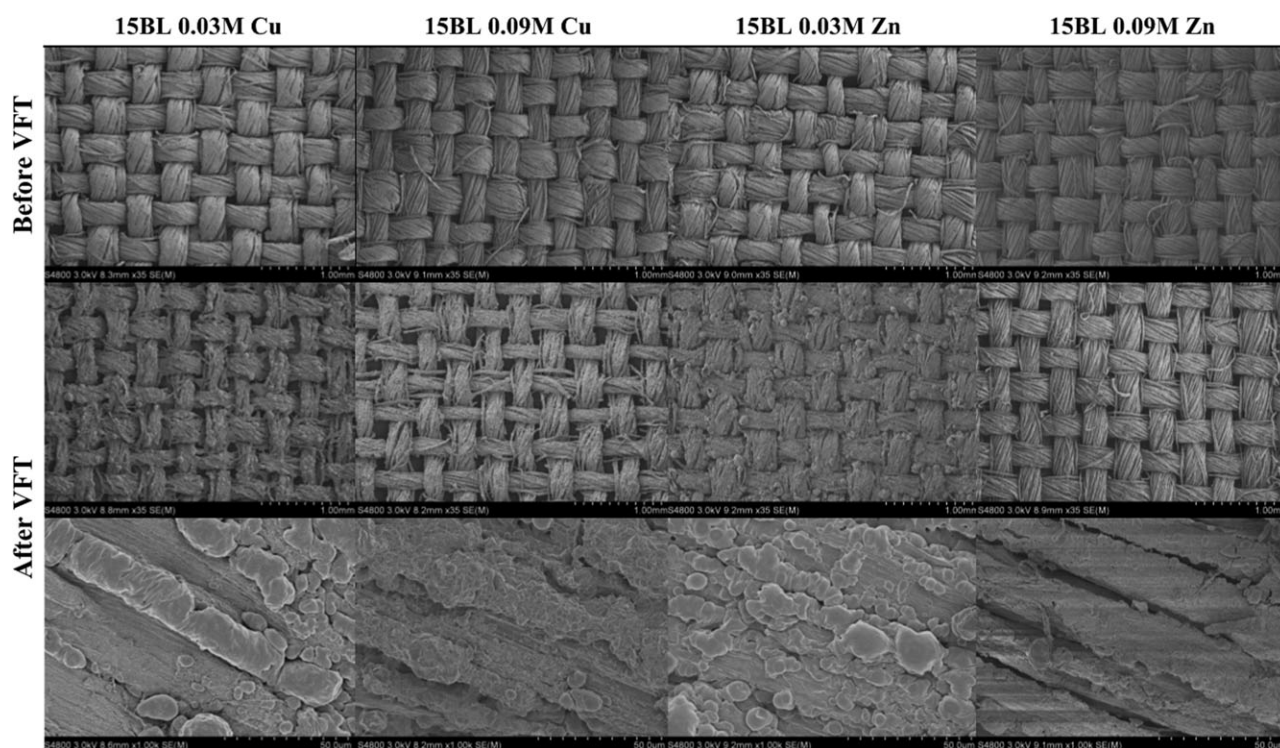 15BL 0.03M Cu 15BL 0.09M Cu 15BL 0.03M Zn 15BL 0.09M Zn
Before VFT
S4800 3.0kV 8.3mm x35 SE(M) 1.00mm S4800 3.0kV 9.1mm x35 SE(M) 1.00mm S4800 3.0kV 9.0mm x35 SE(M) 1.00mm S4800 3.0kV 9.2mm x35 SE(M) 1.00mm
After VFT
S4800 3.0kV 8.8mm x35 SE(M) 1.00mm S4800 3.0kV 8.2mm x35 SE(M) 1.00mm S4800 3.0kV 9.2mm x35 SE(M) 1.00mm S4800 3.0kV 8.9mm x35 SE(M) 1.00mm
S4800 3.0kV 8.6mm x1.00k SE(M) 50.0um S4800 3.0kV 8.2mm x1.00k SE(M) 50.0um S4800 3.0kV 9.2mm x1.00k SE(M) 50.0um S4800 3.0kV 9.1mm x1.00k SE(M)